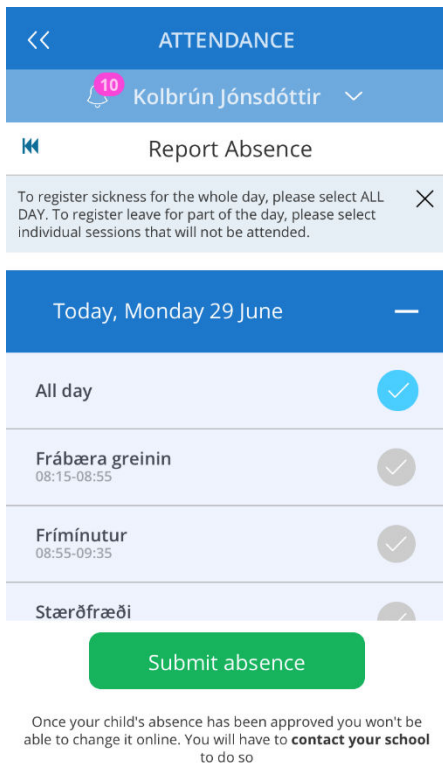 ATTENDANCE
10
Kolbrún Jónsdóttir
Report Absence
To register sickness for the whole day, please select ALL
DAY. To register leave for part of the day, please select
individual sessions that will not be attended.
Today, Monday 29 June
All day
Frábæra greinin
08:15-08:55
Frímínutur
08:55-09:35
Stærðfræði
Submit absence
Once your child's absence has been approved you won't be
able to change it online. You will have to contact your school
to do so